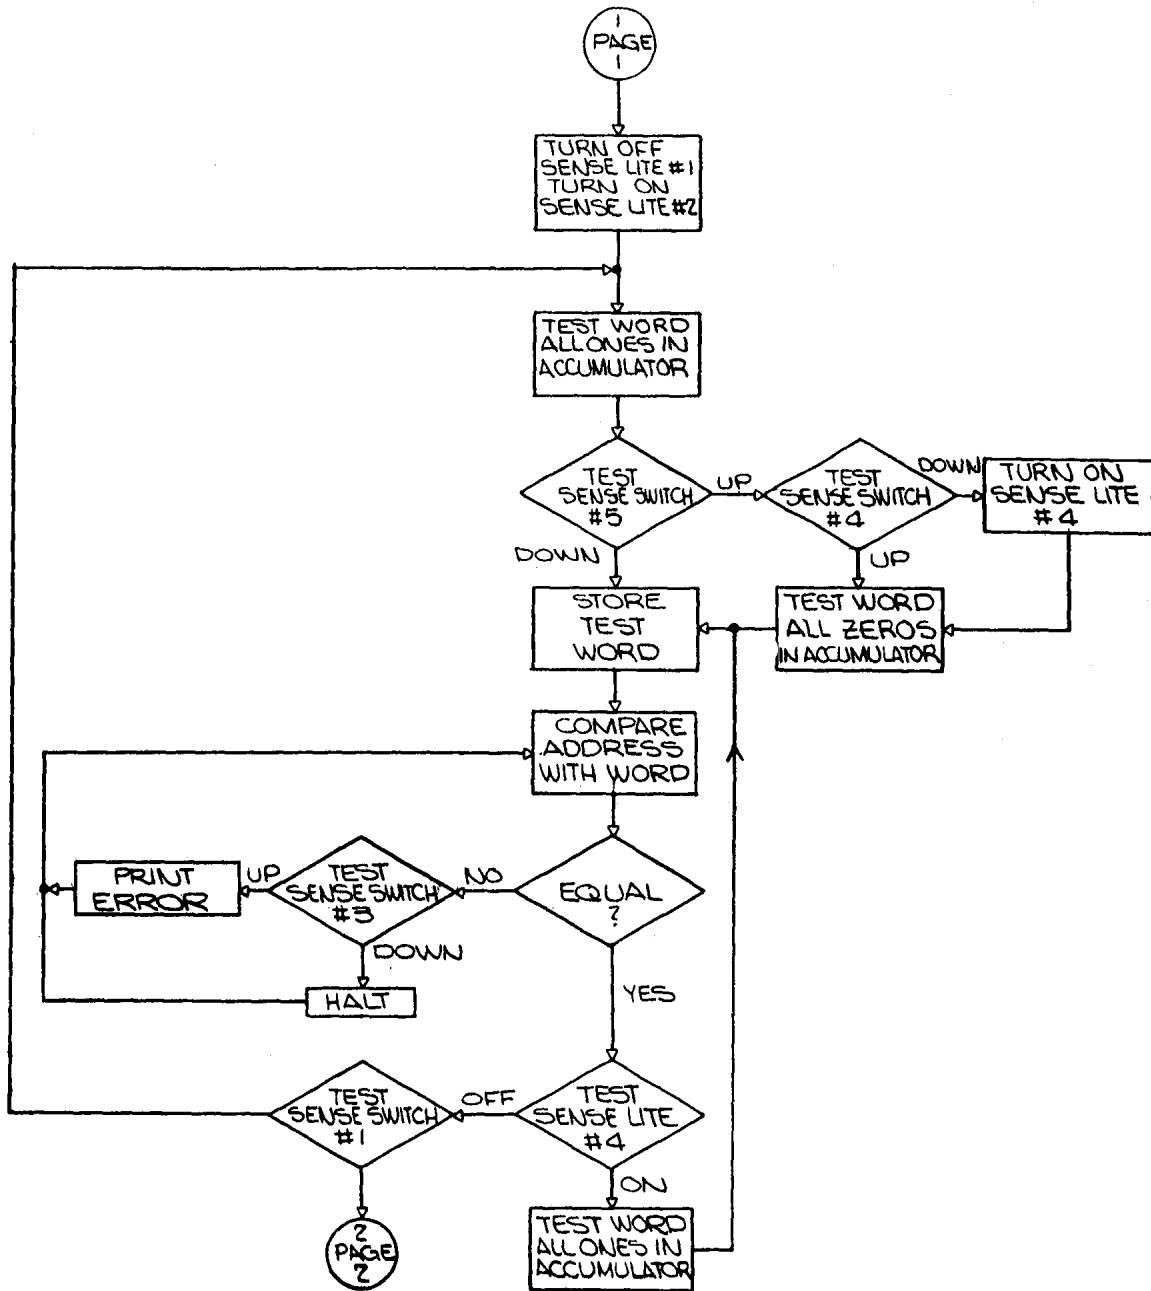 1
PAGE
1
TURN OFF
SENSE LITE #1
TURN ON
SENSE LITE #2
TEST WORD
ALL ONES IN
ACCUMULATOR
TEST
SENSE SWITCH
#5
UP
TEST
SENSE SWITCH
#4
DOWN
TURN ON
SENSE LITE
#4
DOWN
UP
STORE
TEST
WORD
TEST WORD
ALL ZEROS
IN ACCUMULATOR
COMPARE
ADDRESS
WITH WORD
PRINT
ERROR
UP
TEST
SENSE SWITCH
#3
NO
EQUAL
?
DOWN
HALT
YES
TEST
SENSE SWITCH
#1
OFF
TEST
SENSE LITE
#4
ON
2
PAGE
2
TEST WORD
ALL ONES IN
ACCUMULATOR